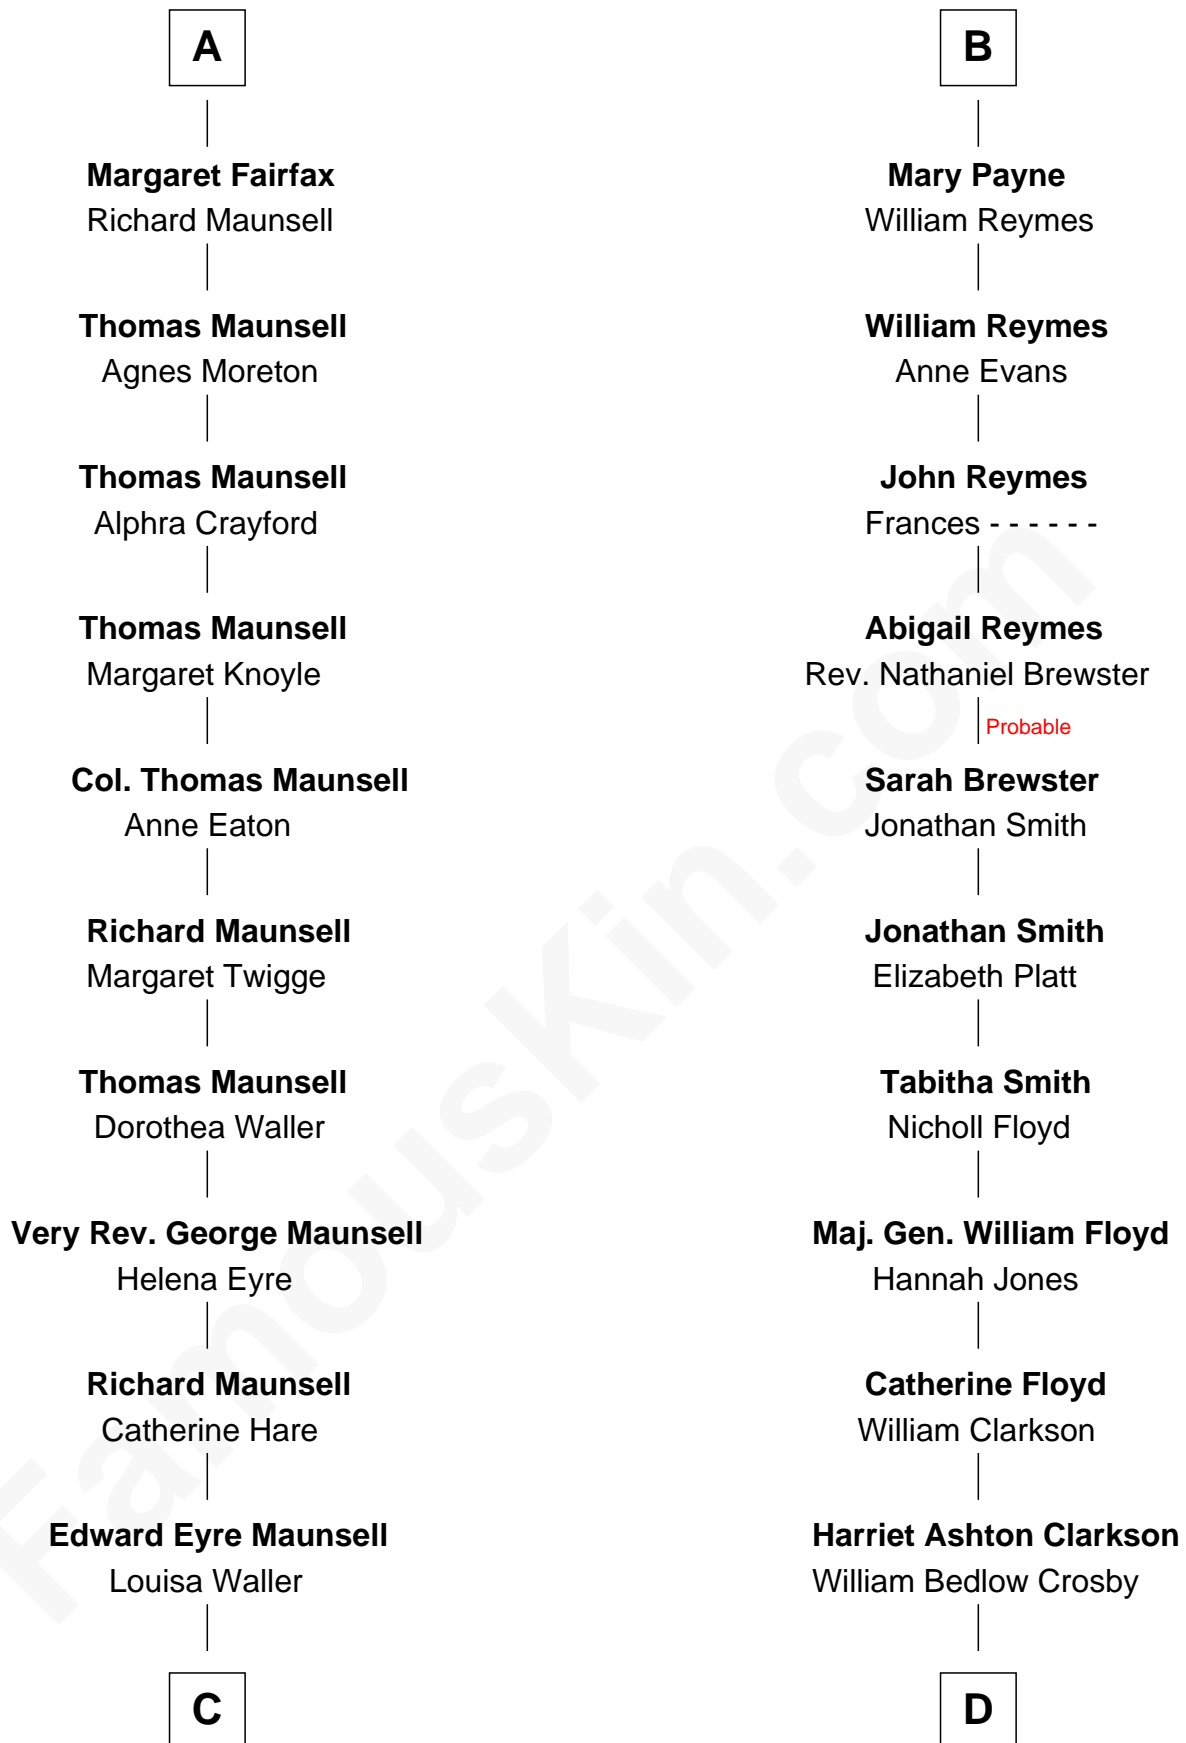 A
Margaret Fairfax
Richard Maunsell
Thomas Maunsell
Agnes Moreton
Thomas Maunsell
Alphra Crayford
Thomas Maunsell
Margaret Knoyle
Col. Thomas Maunsell
Anne Eaton
Richard Maunsell
Margaret Twigge
Thomas Maunsell
Dorothea Waller
Very Rev. George Maunsell
Helena Eyre
Richard Maunsell
Catherine Hare
Edward Eyre Maunsell
Louisa Waller
C
B
Mary Payne
William Reymes
William Reymes
Anne Evans
John Reymes
Frances - - - - - -
Abigail Reymes
Rev. Nathaniel Brewster
Probable
Sarah Brewster
Jonathan Smith
Jonathan Smith
Elizabeth Platt
Tabitha Smith
Nicholl Floyd
Maj. Gen. William Floyd
Hannah Jones
Catherine Floyd
William Clarkson
Harriet Ashton Clarkson
William Bedlow Crosby
D
FamousKin.com